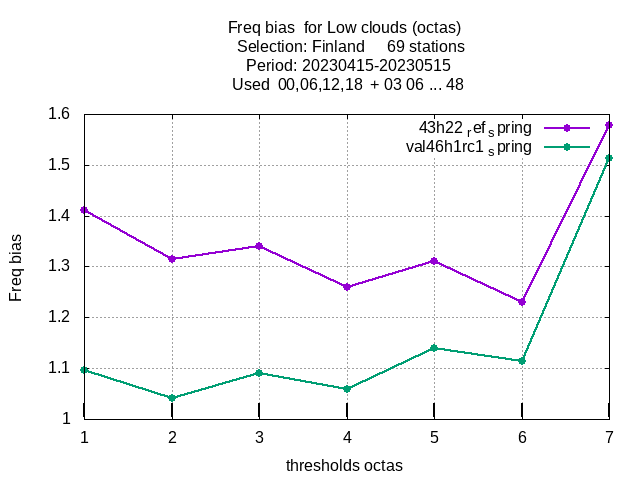 Freq bias  for Low clouds (octas)
Selection: Finland     69 stations
Period: 20230415-20230515
Used  00,06,12,18  + 03 06 ... 48
1.6
43h22 ref spring
val46h1rc1 spring
1.5
1.4
1.3
Freq bias
1.2
1.1
1
1 2 3 4 5 6 7
thresholds octas